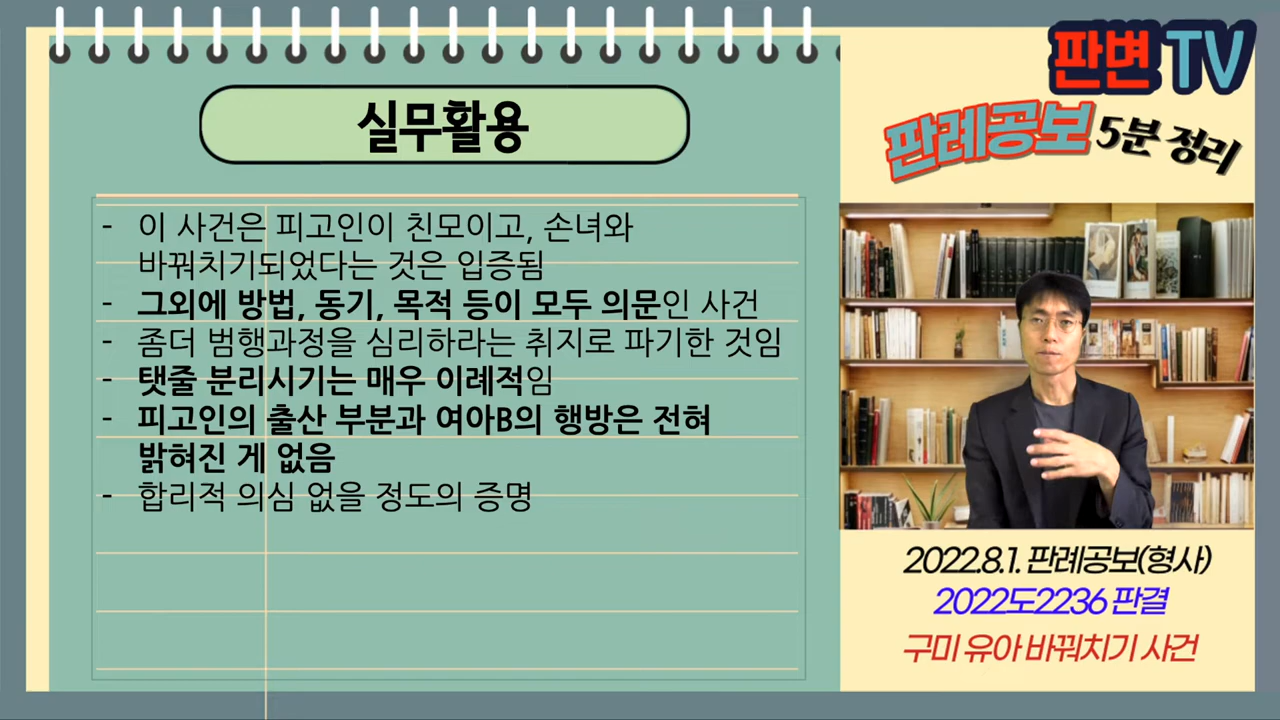 실무활용
- 이 사건은 피고인이 친모이고, 손녀와
바꿔치기되었다는 것은 입증됨
- 그외에 방법, 동기, 목적 등이 모두 의문인 사건
- 좀더 범행과정을 심리하라는 취지로 파기한 것임
- 탯줄 분리시기는 매우 이례적임
- 피고인의 출산 부분과 여아B의 행방은 전혀
밝혀진 게 없음
- 합리적 의심 없을 정도의 증명
판변 TV
판례공보 5분 정리
2022.8.1. 판례공보(형사)
2022도2236 판결
구미 유아 바꿔치기 사건